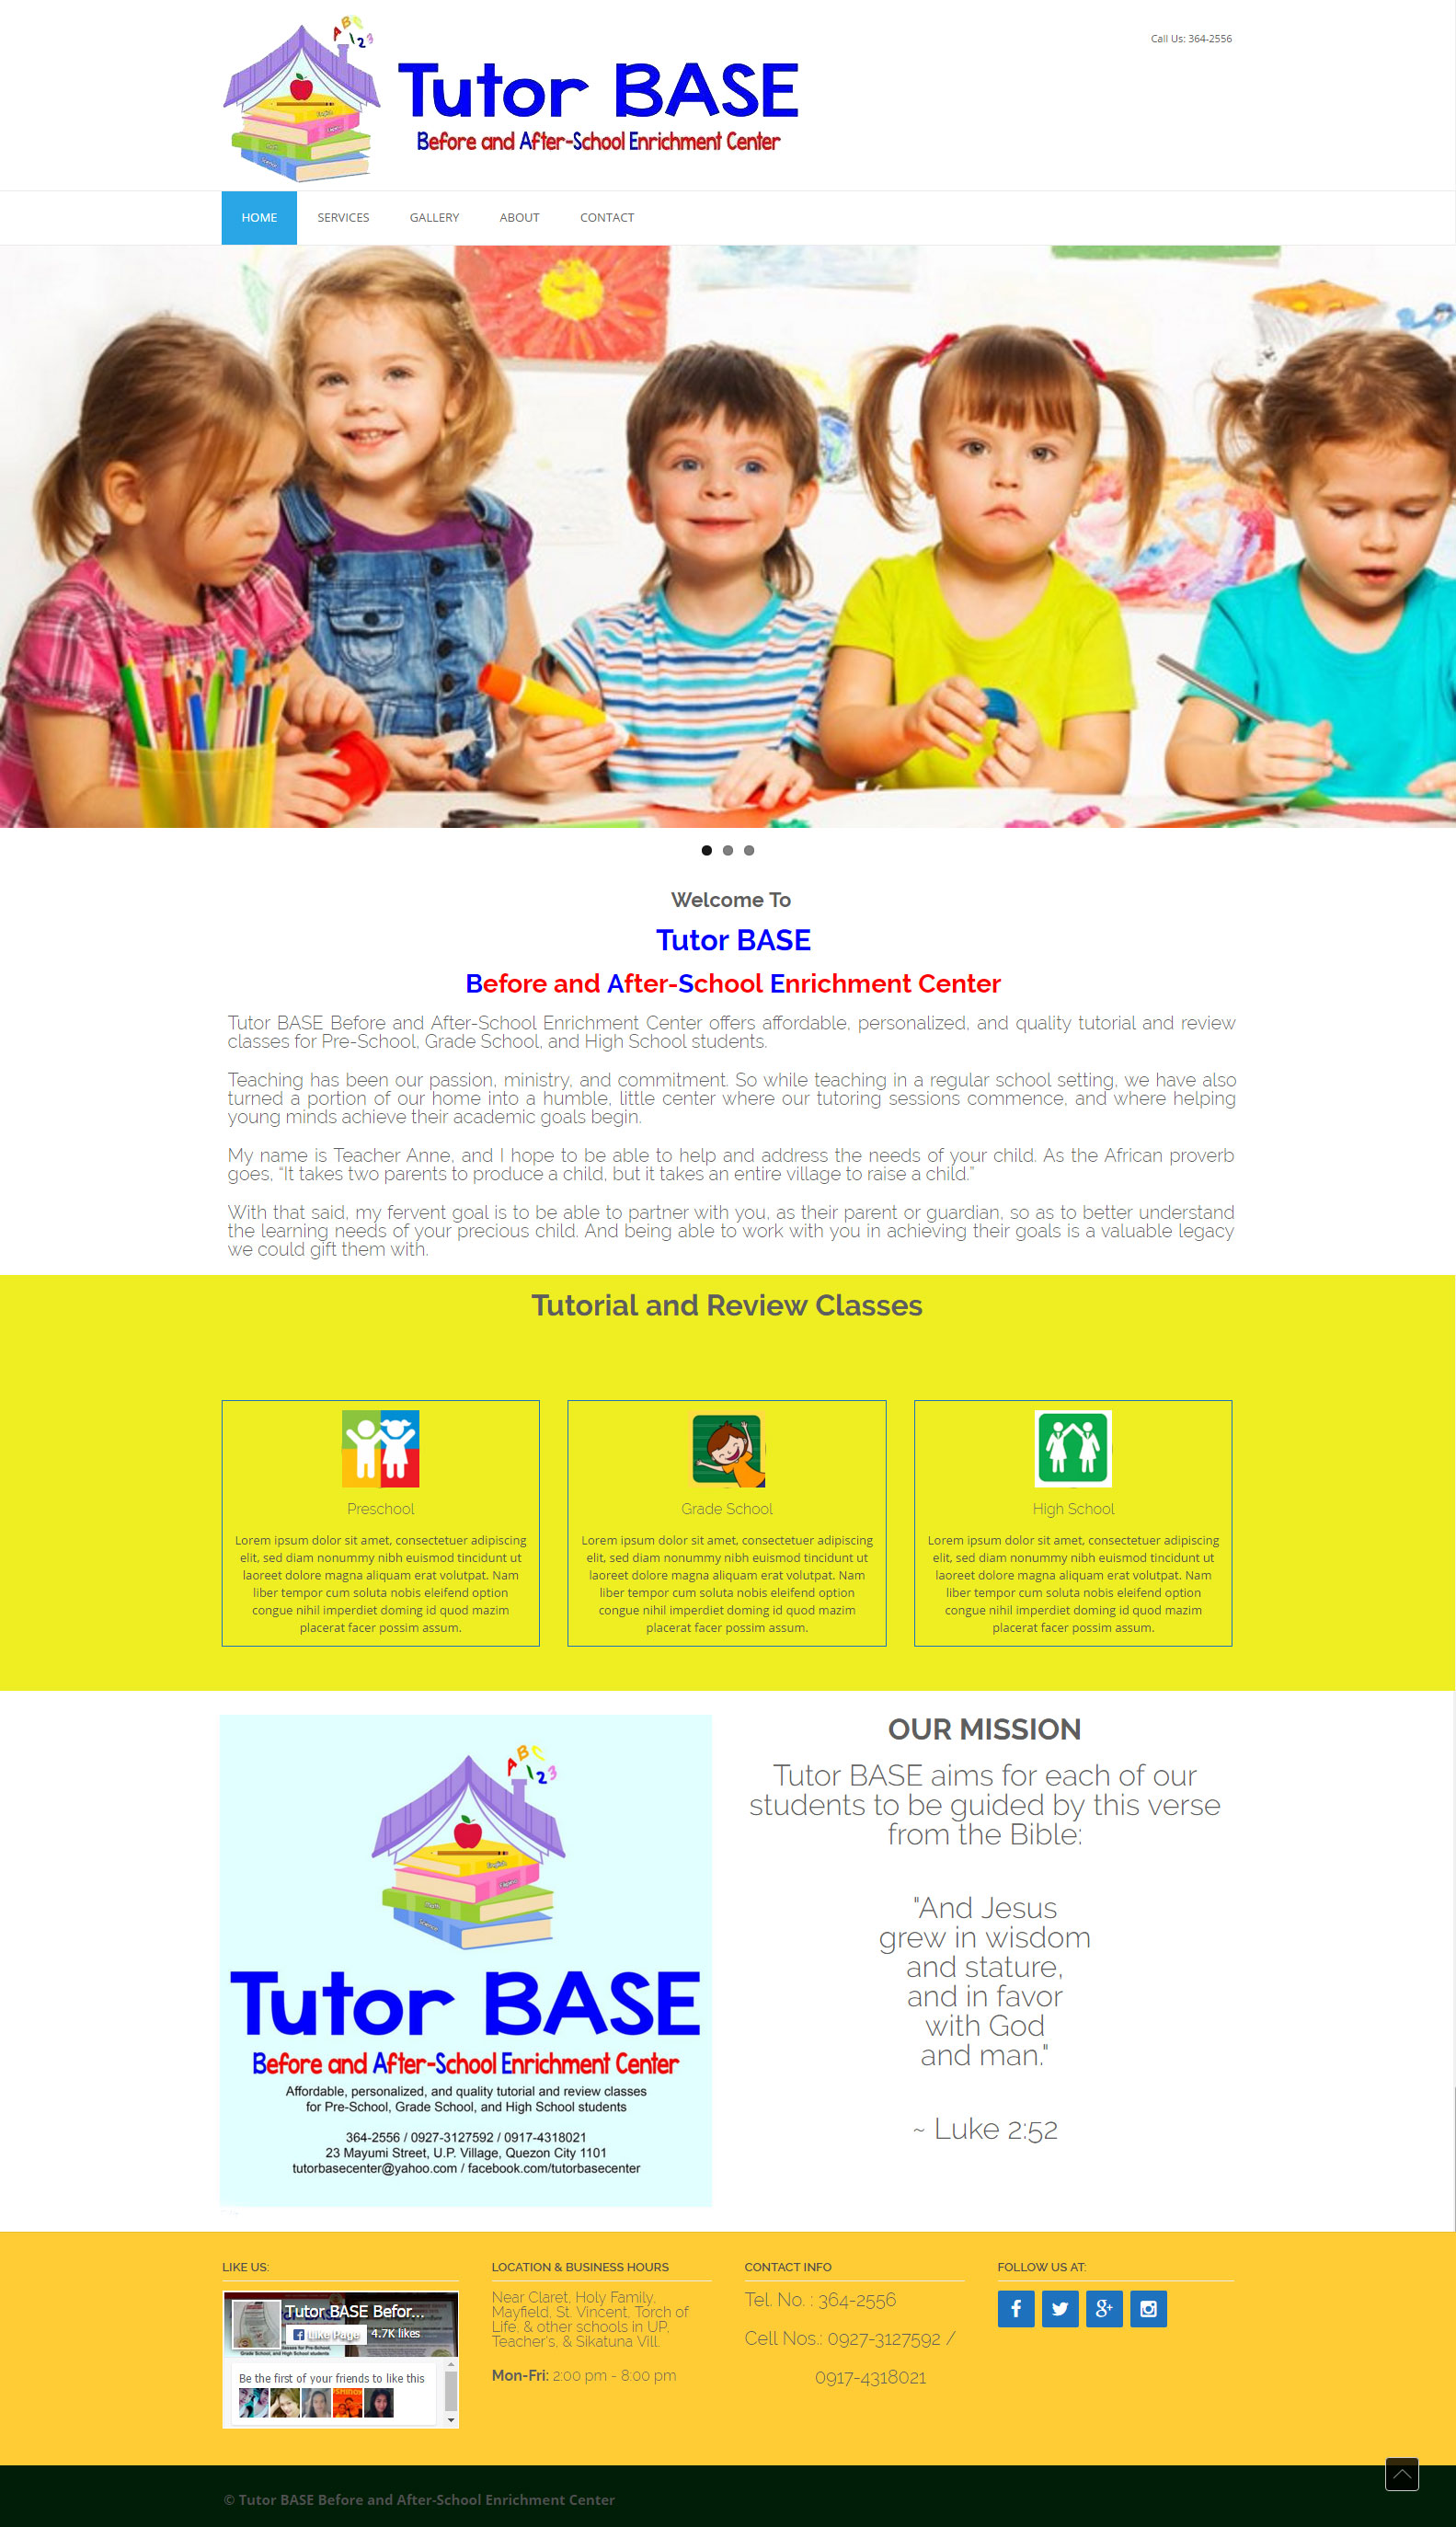 ABC
123
English
Filipino
Math
Science
Tutor BASE
Before and After-School Enrichment Center
Call Us: 364-2556
HOME
SERVICES
GALLERY
ABOUT
CONTACT
Welcome To
Tutor BASE
Before and After-School Enrichment Center
Tutor BASE Before and After-School Enrichment Center offers affordable, personalized, and quality tutorial and review
classes for Pre-School, Grade School, and High School students.
Teaching has been our passion, ministry, and commitment. So while teaching in a regular school setting, we have also
turned a portion of our home into a humble, little center where our tutoring sessions commence, and where helping
young minds achieve their academic goals begin.
My name is Teacher Anne, and I hope to be able to help and address the needs of your child. As the African proverb
goes, “It takes two parents to produce a child, but it takes an entire village to raise a child.”
With that said, my fervent goal is to be able to partner with you, as their parent or guardian, so as to better understand
the learning needs of your precious child. And being able to work with you in achieving their goals is a valuable legacy
we could gift them with.
Tutorial and Review Classes
Preschool
Lorem ipsum dolor sit amet, consectetuer adipiscing
elit, sed diam nonummy nibh euismod tincidunt ut
laoreet dolore magna aliquam erat volutpat. Nam
liber tempor cum soluta nobis eleifend option
congue nihil imperdiet doming id quod mazim
placerat facer possim assum.
Grade School
Lorem ipsum dolor sit amet, consectetuer adipiscing
elit, sed diam nonummy nibh euismod tincidunt ut
laoreet dolore magna aliquam erat volutpat. Nam
liber tempor cum soluta nobis eleifend option
congue nihil imperdiet doming id quod mazim
placerat facer possim assum.
High School
Lorem ipsum dolor sit amet, consectetuer adipiscing
elit, sed diam nonummy nibh euismod tincidunt ut
laoreet dolore magna aliquam erat volutpat. Nam
liber tempor cum soluta nobis eleifend option
congue nihil imperdiet doming id quod mazim
placerat facer possim assum.
ABC
123
English
Filipino
Math
Science
Tutor BASE
Before and After-School Enrichment Center
Affordable, personalized, and quality tutorial and review classes
for Pre-School, Grade School, and High School students
364-2556 / 0927-3127592 / 0917-4318021
23 Mayumi Street, U.P. Village, Quezon City 1101
tutorbasecenter@yahoo.com / facebook.com/tutorbasecenter
OUR MISSION
Tutor BASE aims for each of our
students to be guided by this verse
from the Bible:
"And Jesus
grew in wisdom
and stature,
and in favor
with God
and man."
~ Luke 2:52
LIKE US:
Tutor BASE Befor...
Like Page
4.7K likes
Grade School, and High School students
Be the first of your friends to like this
LOCATION & BUSINESS HOURS
Near Claret, Holy Family,
Mayfield, St. Vincent, Torch of
Life, & other schools in UP,
Teacher's, & Sikatuna Vill.
Mon-Fri: 2:00 pm - 8:00 pm
CONTACT INFO
Tel. No. : 364-2556
Cell Nos.: 0927-3127592 /
0917-4318021
FOLLOW US AT:
© Tutor BASE Before and After-School Enrichment Center